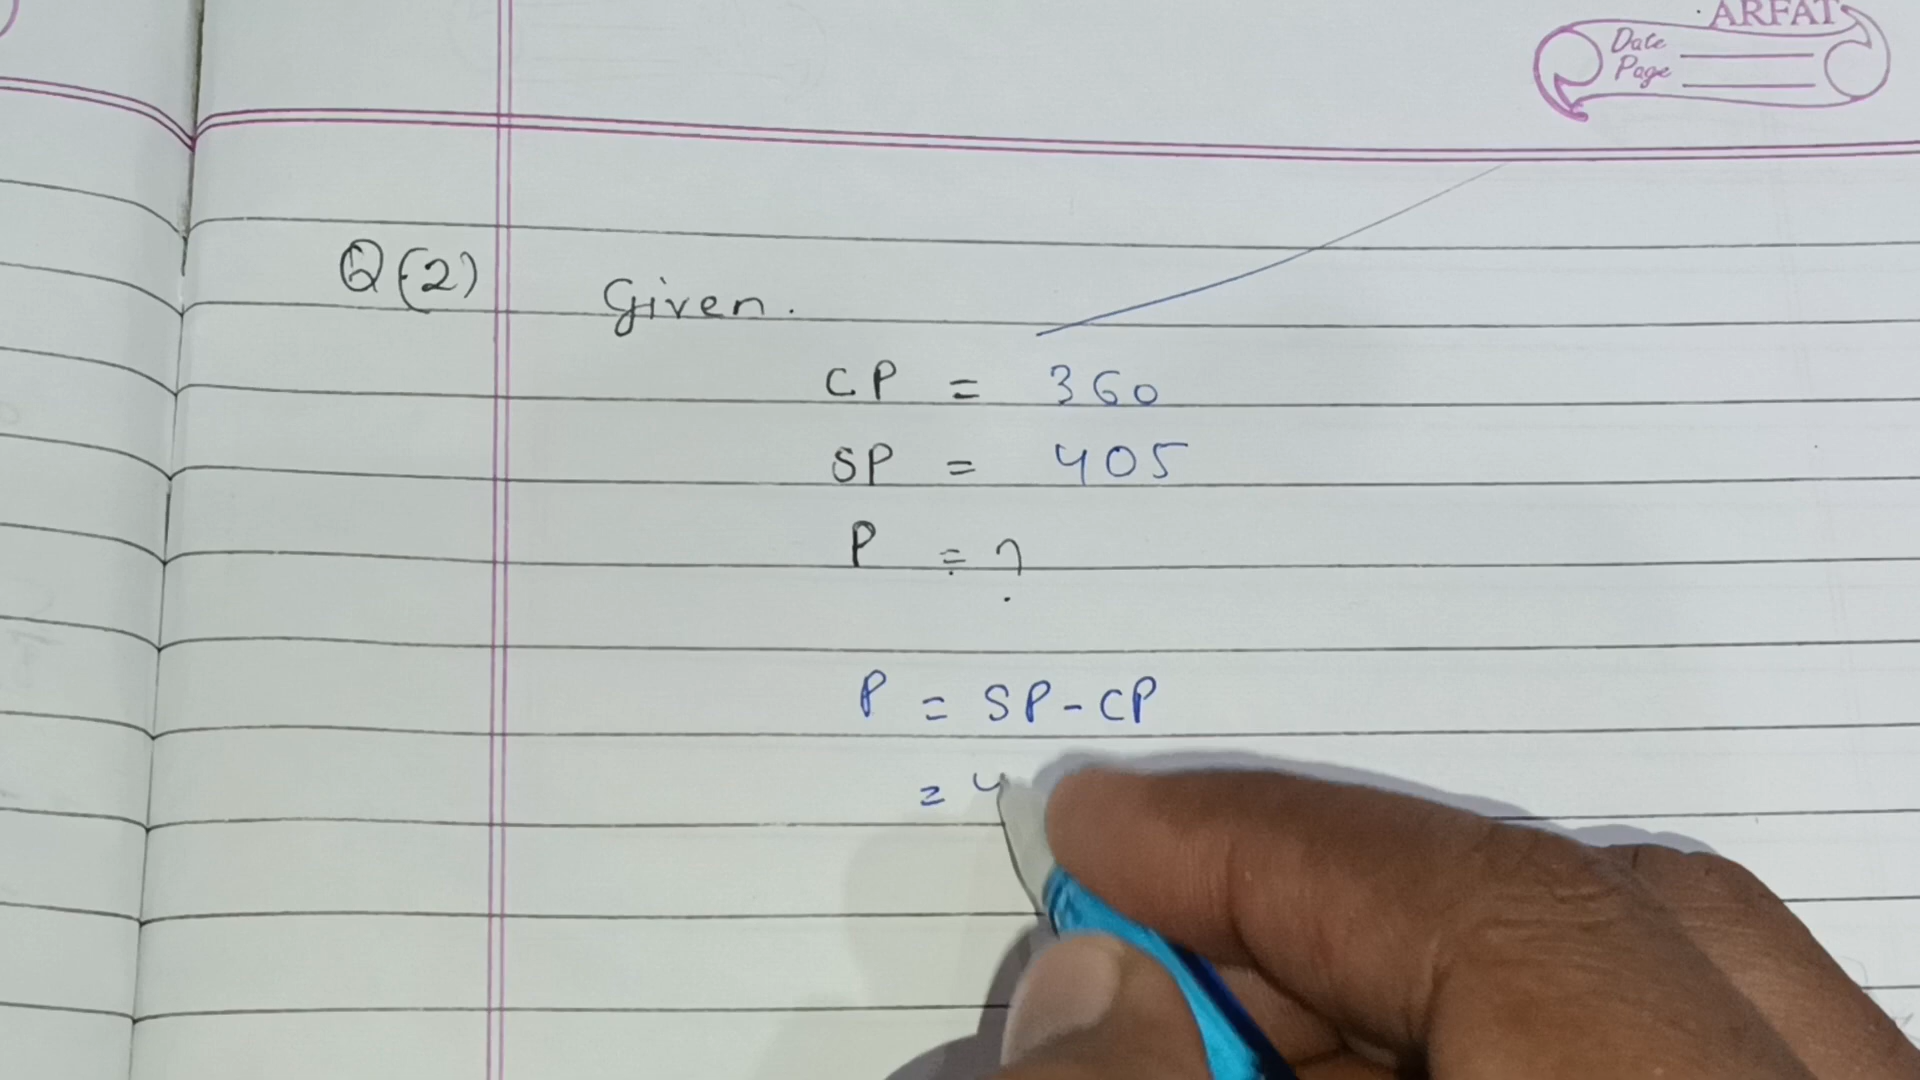 ARFAT
Date
Page
Q(2) Given.
CP = 360
SP = 405
P = ?
P = SP - CP
= 4